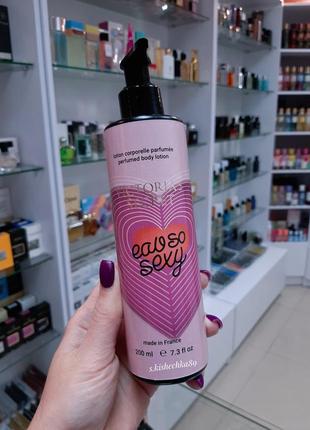 lotion corporelle parfumée
perfumed body lotion
eau so
sexy
made in France
200 ml e 7.3 fl oz
s.kishechka89